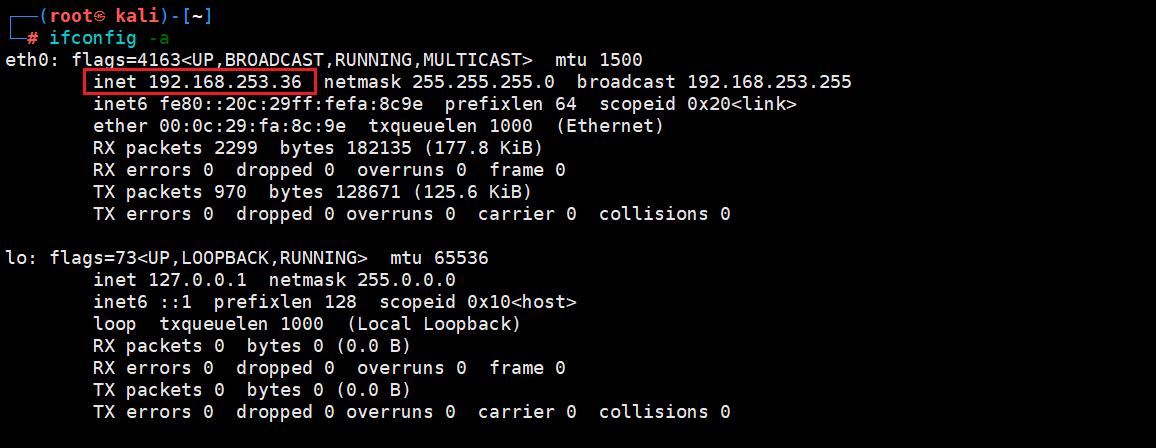 ┌──(root㉿ kali)-[~]
└─# ifconfig -a
eth0: flags=4163<UP,BROADCAST,RUNNING,MULTICAST>  mtu 1500
        inet 192.168.253.36  netmask 255.255.255.0  broadcast 192.168.253.255
        inet6 fe80::20c:29ff:fefa:8c9e  prefixlen 64  scopeid 0x20<link>
        ether 00:0c:29:fa:8c:9e  txqueuelen 1000  (Ethernet)
        RX packets 2299  bytes 182135 (177.8 KiB)
        RX errors 0  dropped 0  overruns 0  frame 0
        TX packets 970  bytes 128671 (125.6 KiB)
        TX errors 0  dropped 0 overruns 0  carrier 0  collisions 0

lo: flags=73<UP,LOOPBACK,RUNNING>  mtu 65536
        inet 127.0.0.1  netmask 255.0.0.0
        inet6 ::1  prefixlen 128  scopeid 0x10<host>
        loop  txqueuelen 1000  (Local Loopback)
        RX packets 0  bytes 0 (0.0 B)
        RX errors 0  dropped 0  overruns 0  frame 0
        TX packets 0  bytes 0 (0.0 B)
        TX errors 0  dropped 0 overruns 0  carrier 0  collisions 0